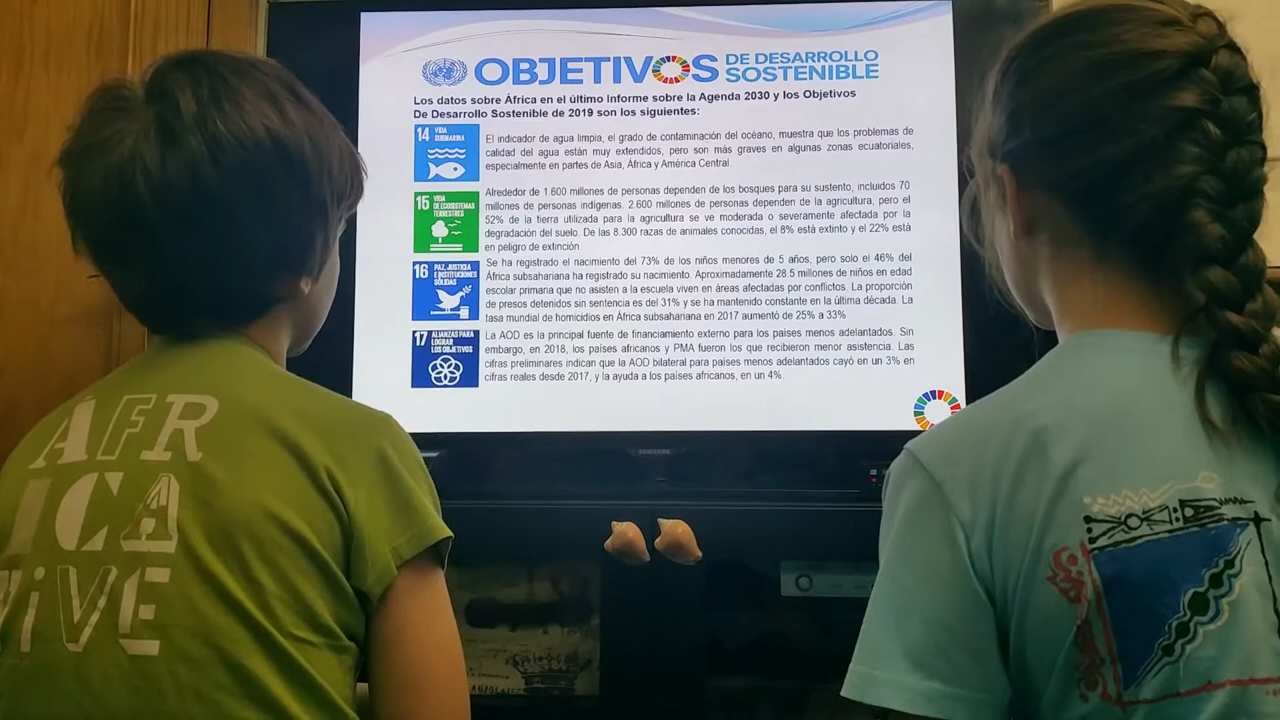 OBJETIVOS DE DESARROLLO
SOSTENIBLE
Los datos sobre África en el último Informe sobre la Agenda 2030 y los Objetivos
De Desarrollo Sostenible de 2019 son los siguientes:
14 VIDA
SUBMARINA
El indicador de agua limpia, el grado de contaminación del océano, muestra que los problemas de
calidad del agua están muy extendidos, pero son más graves en algunas zonas ecuatoriales,
especialmente en partes de Asia, África y América Central.
15 VIDA
DE ECOSISTEMAS
TERRESTRES
Alrededor de 1.600 millones de personas dependen de los bosques para su sustento, incluidos 70
millones de personas indígenas. 2.600 millones de personas dependen de la agricultura, pero el
52% de la tierra utilizada para la agricultura se ve moderada o severamente afectada por la
degradación del suelo. De las 8.300 razas de animales conocidas, el 8% está extinto y el 22% está
en peligro de extinción.
16 PAZ, JUSTICIA
E INSTITUCIONES
SÓLIDAS
Se ha registrado el nacimiento del 73% de los niños menores de 5 años, pero solo el 46% del
África subsahariana ha registrado su nacimiento. Aproximadamente 28.5 millones de niños en edad
escolar primaria que no asisten a la escuela viven en áreas afectadas por conflictos. La proporción
de presos detenidos sin sentencia es del 31% y se ha mantenido constante en la última década. La
tasa mundial de homicidios en África subsahariana en 2017 aumentó de 25% a 33%
17 ALIANZAS PARA
LOGRAR
LOS OBJETIVOS
La AOD es la principal fuente de financiamiento externo para los países menos adelantados. Sin
embargo, en 2018, los países africanos y PMA fueron los que recibieron menor asistencia. Las
cifras preliminares indican que la AOD bilateral para países menos adelantados cayó en un 3% en
cifras reales desde 2017, y la ayuda a los países africanos, en un 4%.
SAMSUNG
ÁFR
ICA
ViVE